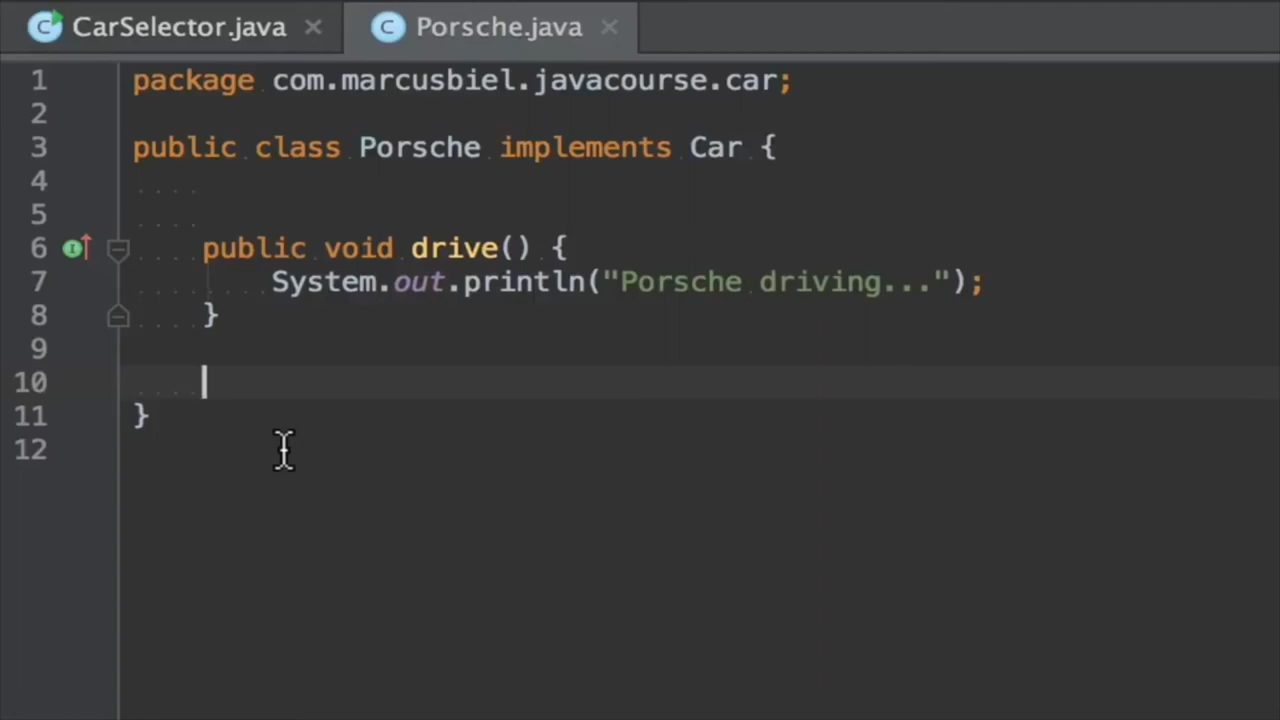 CarSelector.java
Porsche.java
1 package com.marcusbiel.javacourse.car;
2
3 public class Porsche implements Car {
4
5
6 public void drive() {
7 System.out.println("Porsche driving...");
8 }
9
10
11 }
12